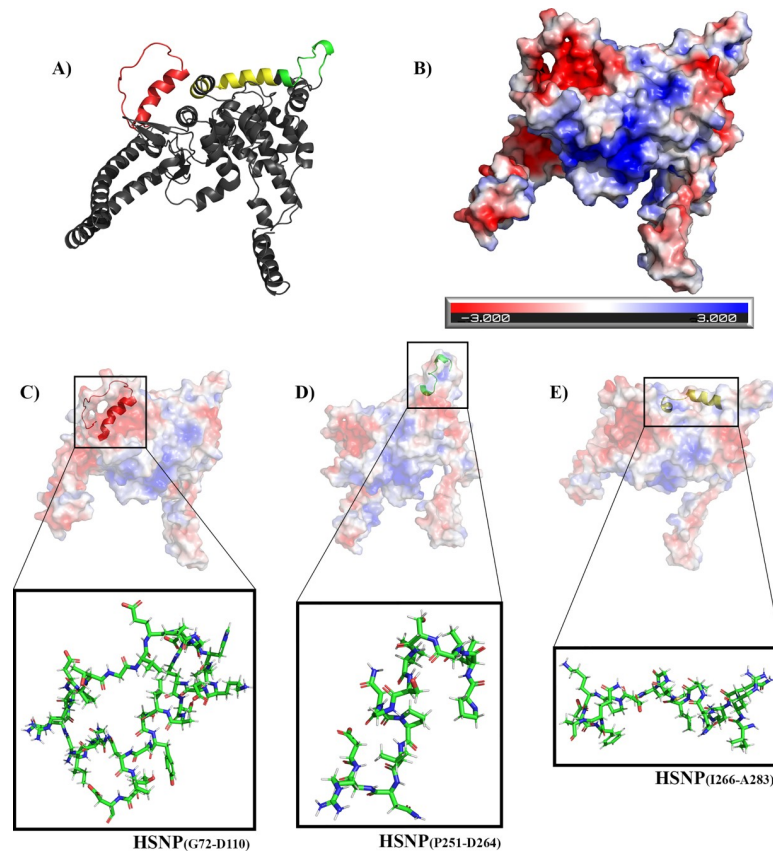 A)
B)
-3.000
-3.000
C)
D)
E)
HSNP(G72-D110)
HSNP(P251-D264)
HSNP(I266-A283)